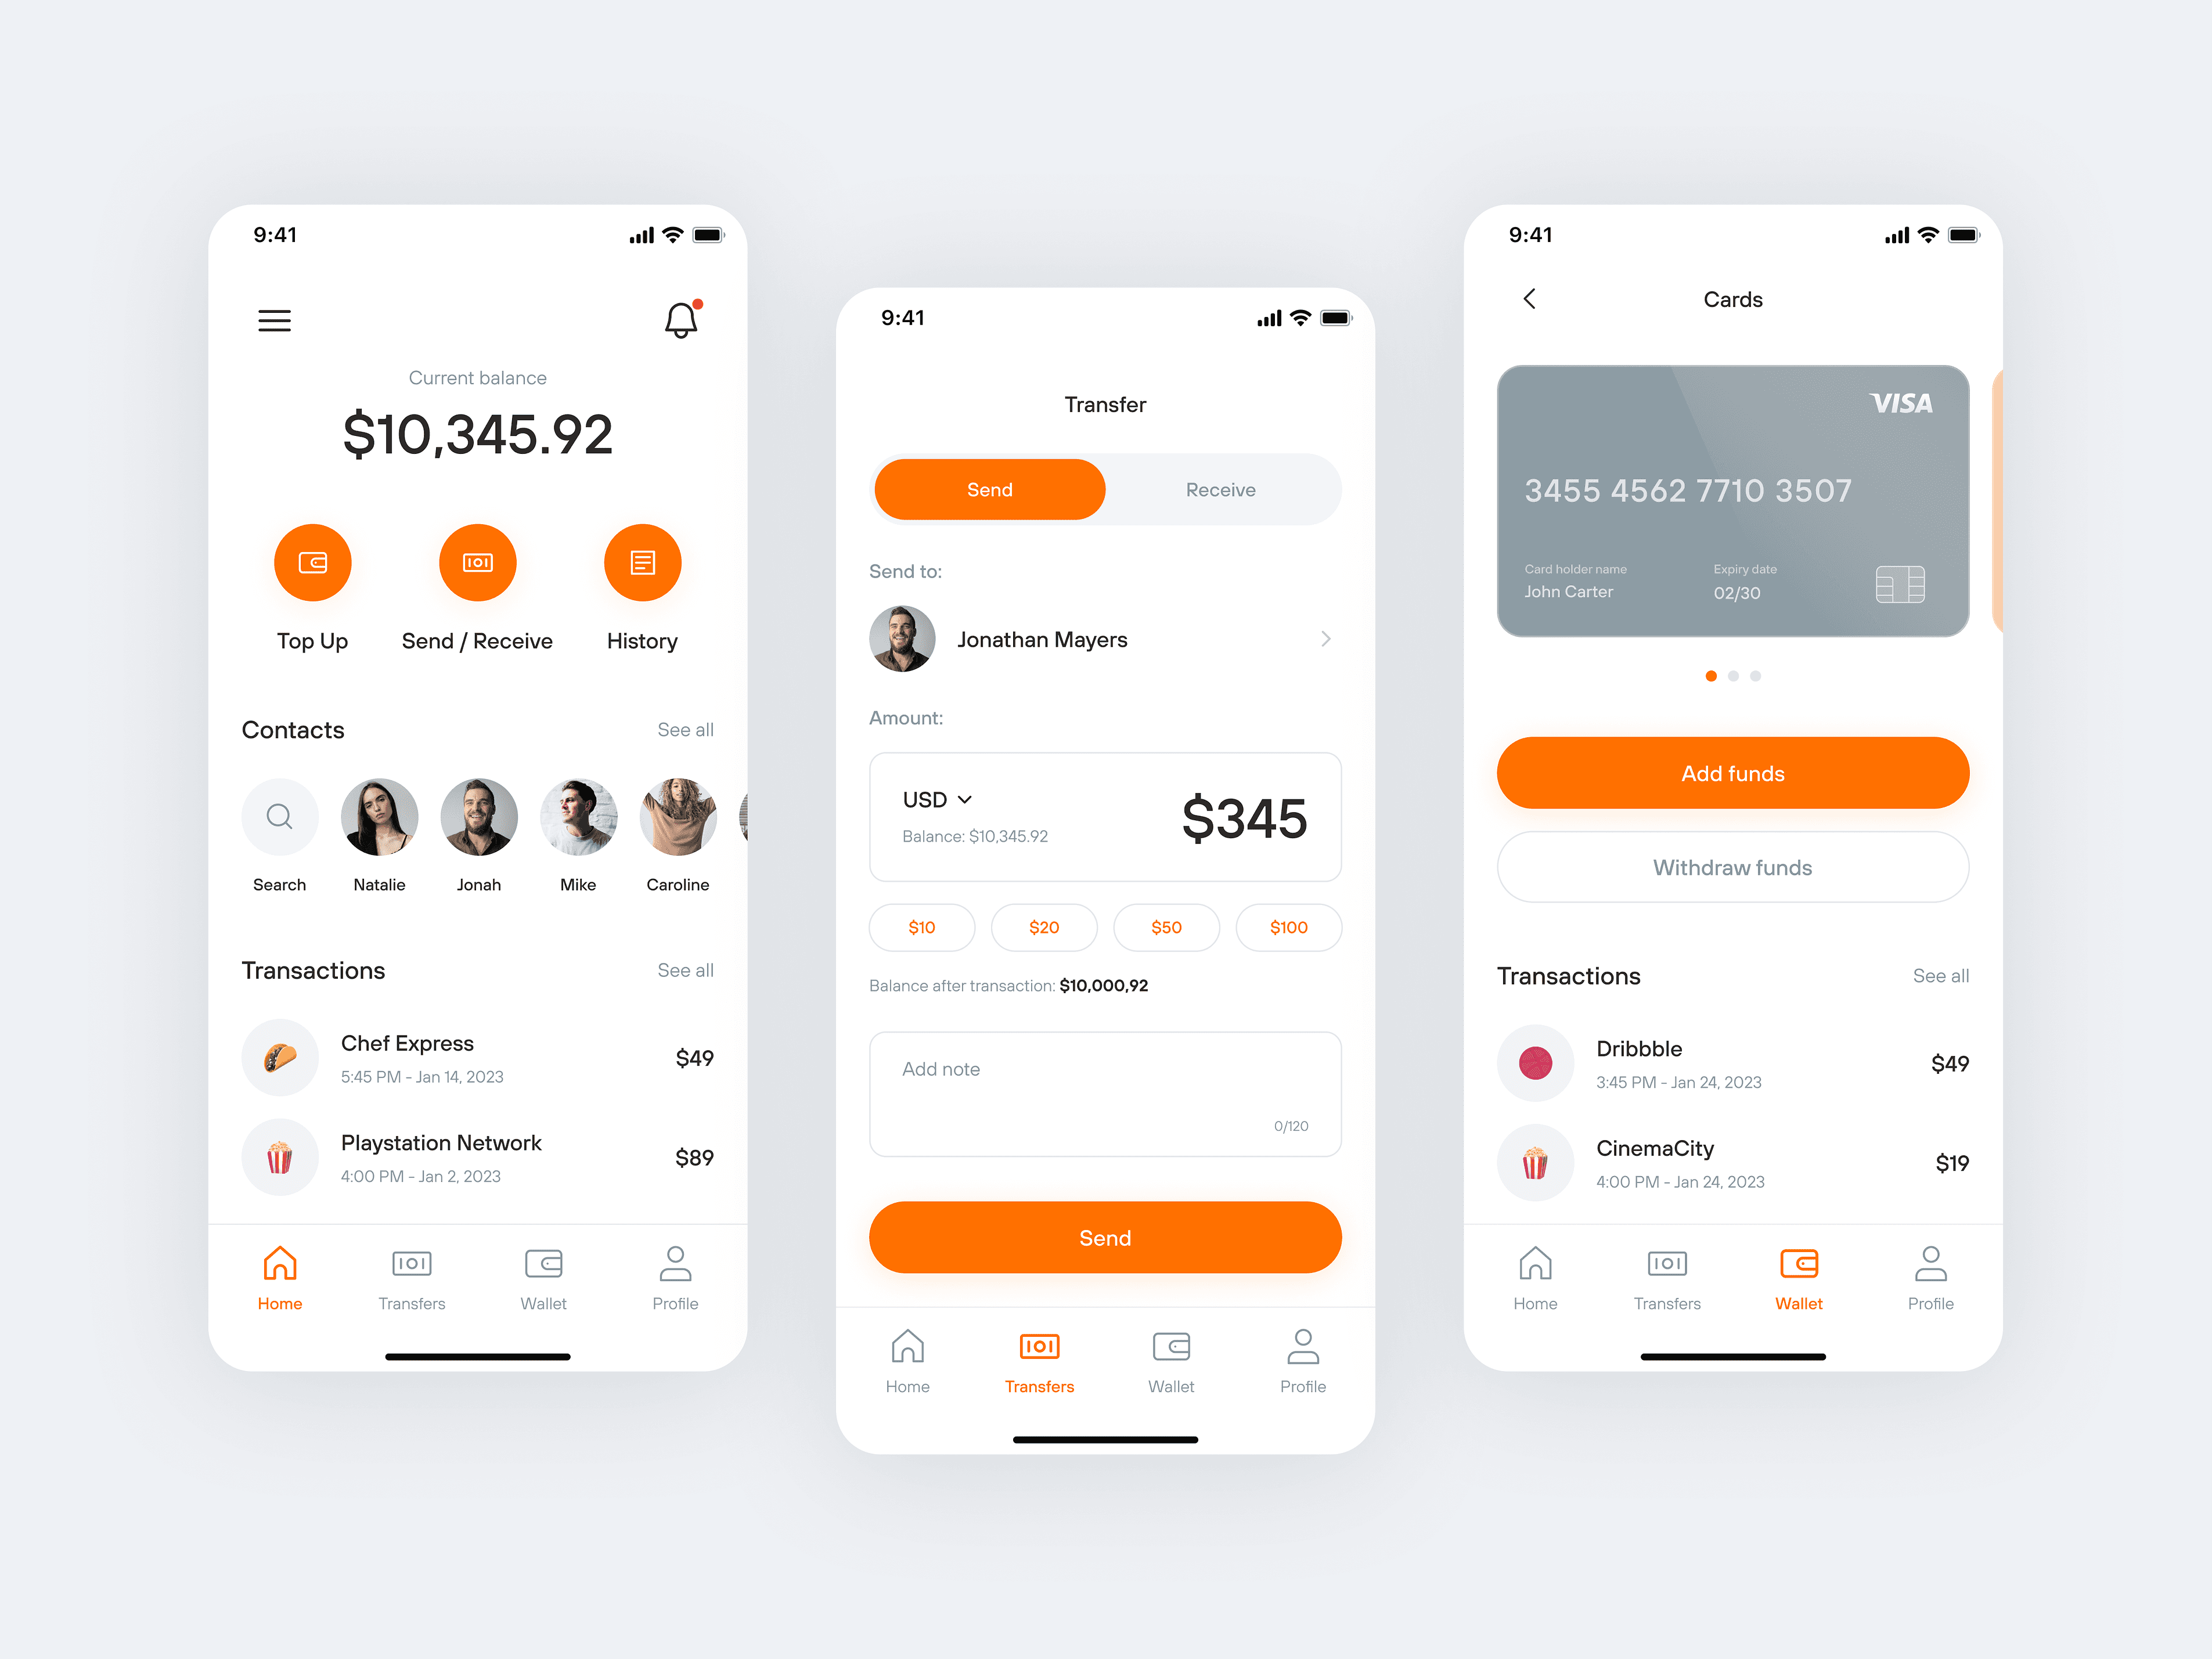 9:41
Current balance
$10,345.92
Top Up
Send / Receive
History
Contacts
See all
Search
Natalie
Jonah
Mike
Caroline
Transactions
See all
Chef Express
5:45 PM - Jan 14, 2023
$49
Playstation Network
4:00 PM - Jan 2, 2023
$89
Home
Transfers
Wallet
Profile
9:41
Transfer
Send
Receive
Send to:
Jonathan Mayers
Amount:
USD
Balance: $10,345.92
$345
$10
$20
$50
$100
Balance after transaction: $10,000,92
Add note
0/120
Send
Home
Transfers
Wallet
Profile
9:41
Cards
VISA
3455 4562 7710 3507
Card holder name
John Carter
Expiry date
02/30
Add funds
Withdraw funds
Transactions
See all
Dribbble
3:45 PM - Jan 24, 2023
$49
CinemaCity
4:00 PM - Jan 24, 2023
$19
Home
Transfers
Wallet
Profile